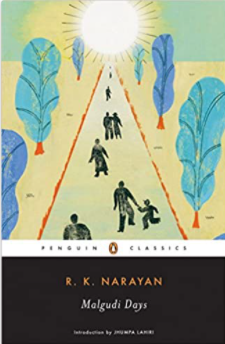 PENGUIN CLASSICS
R. K. NARAYAN
Malgudi Days
Introduction by JHUMPA LAHIRI